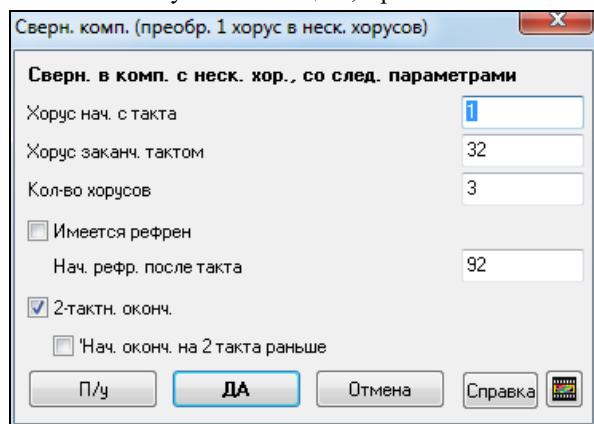 Сверн. комп. (преобр. 1 хорус в неск. хорусов)
Сверн. в комп. с неск. хор., со след. параметрами
Хорус нач. с такта 1
Хорус заканч. тактом 32
Кол-во хорусов 3
Имеется рефрен
Нач. рефр. после такта 92
2-тактн. оконч.
'Нач. оконч. на 2 такта раньше
П/у ДА Отмена Справка